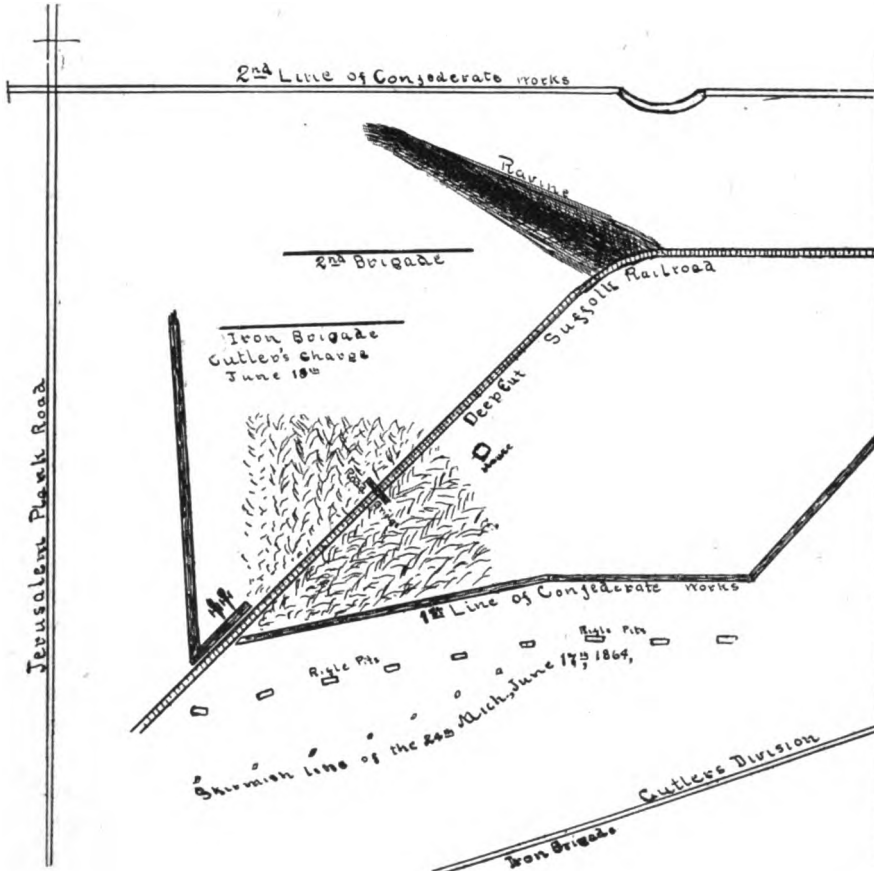 2nd Line of Confederate works
Ravine
2nd Brigade
Suffolk Railroad
Iron Brigade
Cutler's Charge
June 18th
Jerusalem Plank Road
Deep Cut
House
Road
1st Line of Confederate works
Rifle Pits
Rifle Pits
Skirmish line of the 24th Mich., June 17th, 1864,
Cutlers Division
Iron Brigade